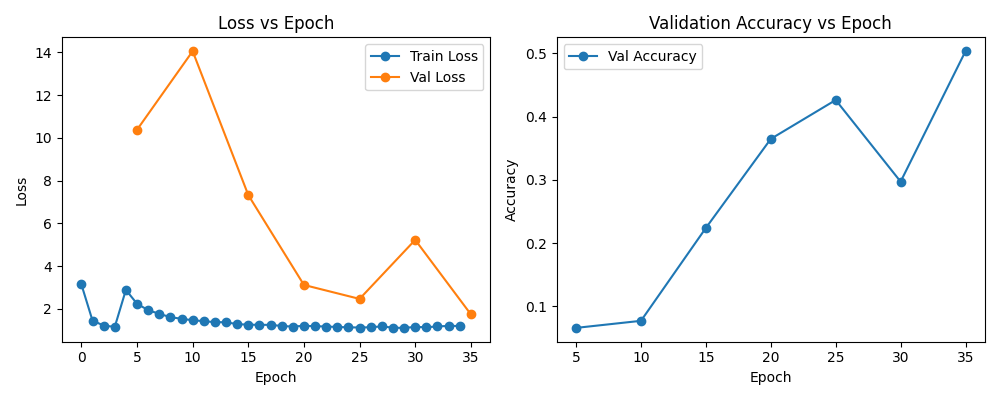 Loss vs Epoch
Train Loss
Val Loss
14
12
10
8
6
4
2
Loss
0 5 10 15 20 25 30 35
Epoch
Validation Accuracy vs Epoch
Val Accuracy
0.5
0.4
0.3
0.2
0.1
Accuracy
5 10 15 20 25 30 35
Epoch